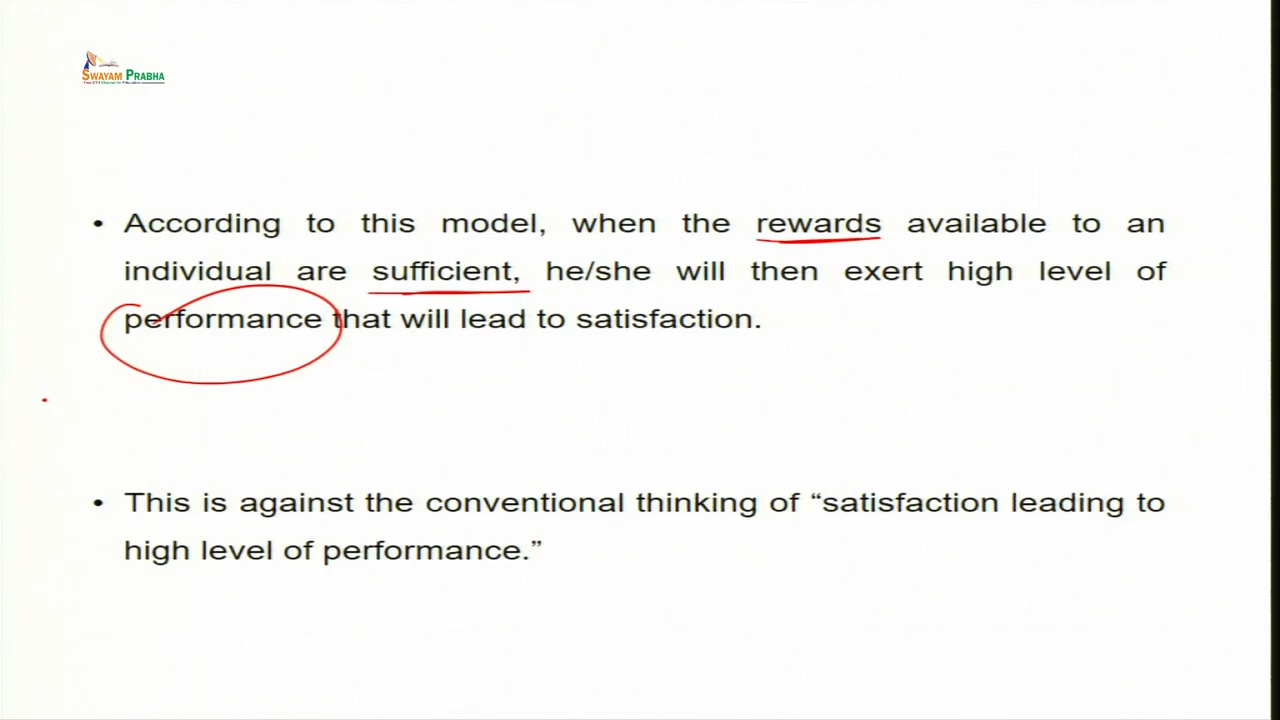 SWAYAM PRABHA
• According to this model, when the rewards available to an
individual are sufficient, he/she will then exert high level of
performance that will lead to satisfaction.
• This is against the conventional thinking of “satisfaction leading to
high level of performance.”